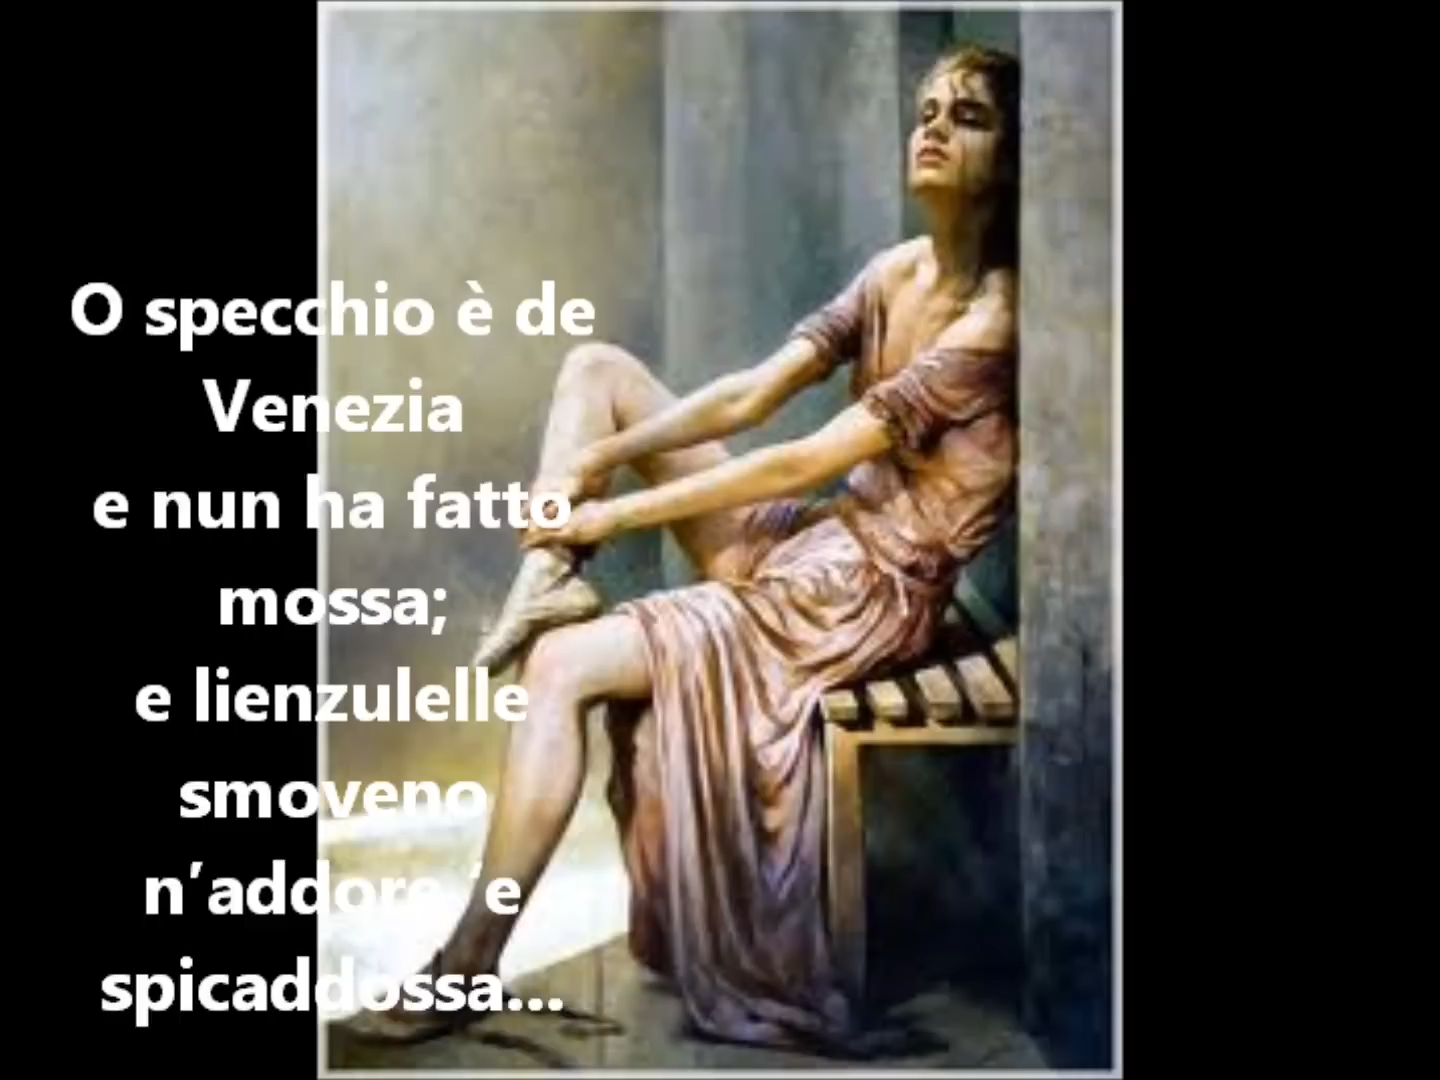 O specchio è de
Venezia
e nun ha fatto
mossa;
e lienzulelle
smoveno
n’addore ‘e
spicaddossa...